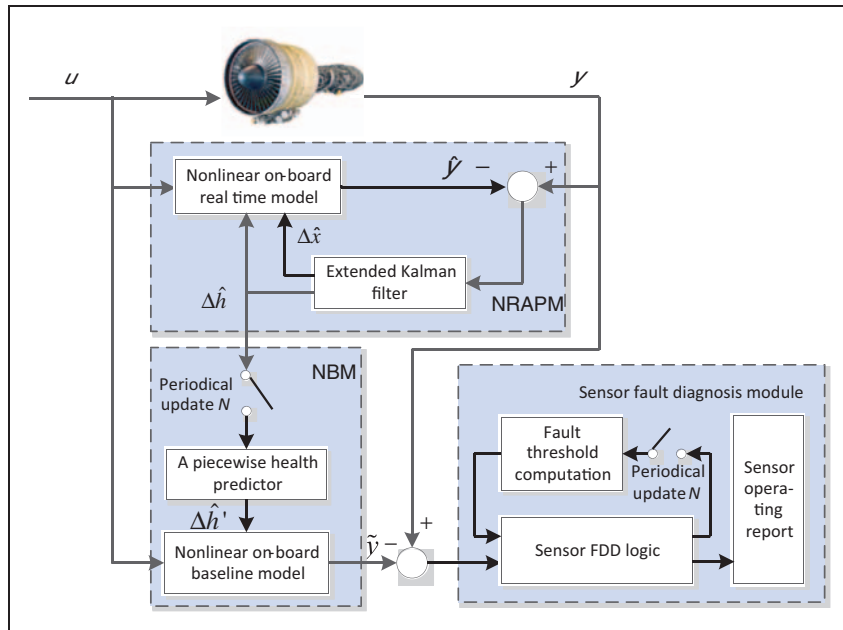 u
y
Nonlinear on-board
real time model
ŷ
−
+
Δx̂
Extended Kalman
filter
Δĥ
NRAPM
NBM
Periodical
update N
Sensor fault diagnosis module
Fault
threshold
computation
Periodical
update N
Sensor
opera-
ting
report
A piecewise health
predictor
Δĥ'
+
ỹ
−
Nonlinear on-board
baseline model
Sensor FDD logic